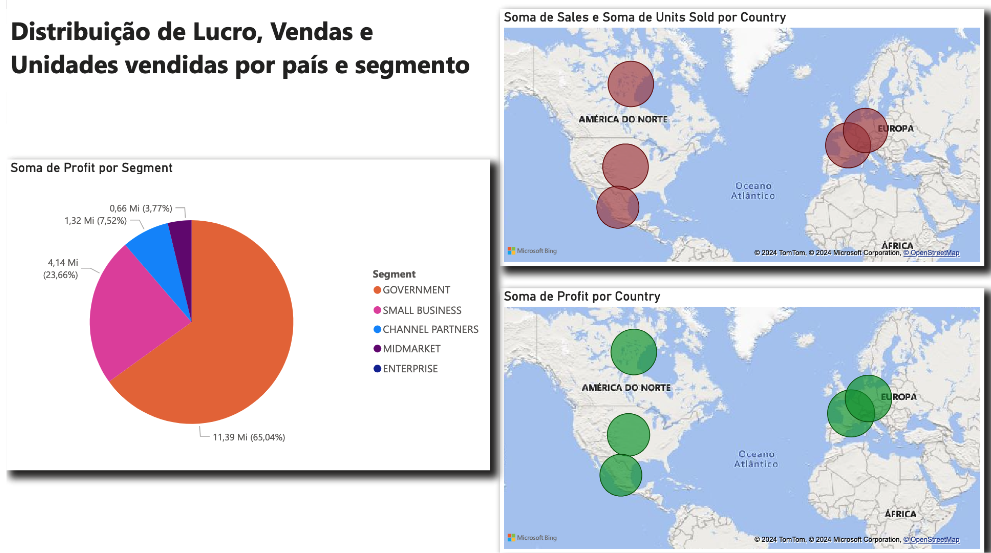 Distribuição de Lucro, Vendas e
Unidades vendidas por país e segmento
Soma de Profit por Segment
0,66 Mi (3,77%)
1,32 Mi (7,52%)
4,14 Mi
(23,66%)
11,39 Mi (65,04%)
Segment
GOVERNMENT
SMALL BUSINESS
CHANNEL PARTNERS
MIDMARKET
ENTERPRISE
Soma de Sales e Soma de Units Sold por Country
AMÉRICA DO NORTE
EUROPA
Oceano
Atlântico
ÁFRICA
Microsoft Bing
© 2024 TomTom, © 2024 Microsoft Corporation, © OpenStreetMap
Soma de Profit por Country
AMÉRICA DO NORTE
EUROPA
Oceano
Atlântico
ÁFRICA
Microsoft Bing
© 2024 TomTom, © 2024 Microsoft Corporation, © OpenStreetMap